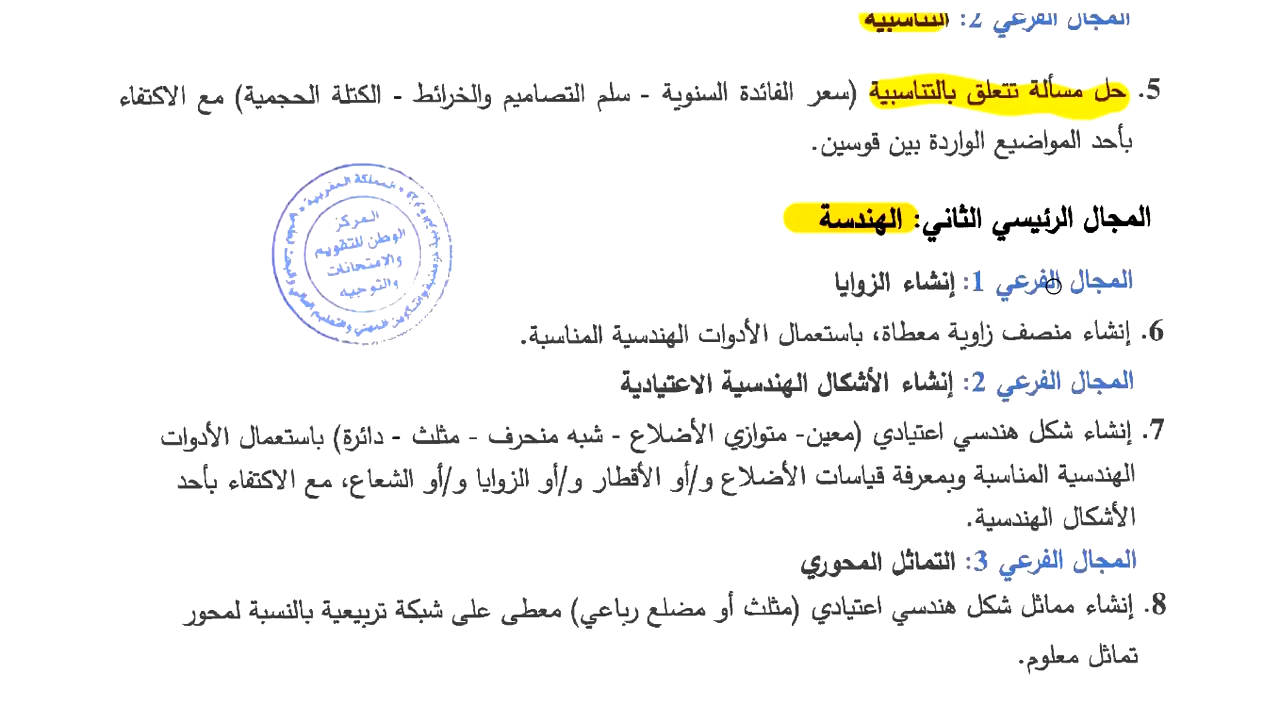 المجال الفرعي 2: التناسبية
5. حل مسألة تتعلق بالتناسبية (سعر الفائدة السنوية - سلم التصاميم والخرائط - الكتلة الحجمية) مع الاكتفاء
بأحد المواضيع الواردة بين قوسين.
المجال الرئيسي الثاني: الهندسة
المجال الفرعي 1: إنشاء الزوايا
6. إنشاء منصف زاوية معطاة، باستعمال الأدوات الهندسية المناسبة.
المجال الفرعي 2: إنشاء الأشكال الهندسية الاعتيادية
7. إنشاء شكل هندسي اعتيادي (معين- متوازي الأضلاع - شبه منحرف - مثلث - دائرة) باستعمال الأدوات
الهندسية المناسبة وبمعرفة قياسات الأضلاع و/أو الأقطار و/أو الزوايا و/أو الشعاع، مع الاكتفاء بأحد
الأشكال الهندسية.
المجال الفرعي 3: التماثل المحوري
8. إنشاء مماثل شكل هندسي اعتيادي (مثلث أو مضلع رباعي) معطى على شبكة تربيعية بالنسبة لمحور
تماثل معلوم.
المملكة المغربية
المركز
الوطن للتقويم
والامتحانات
والتوجيه